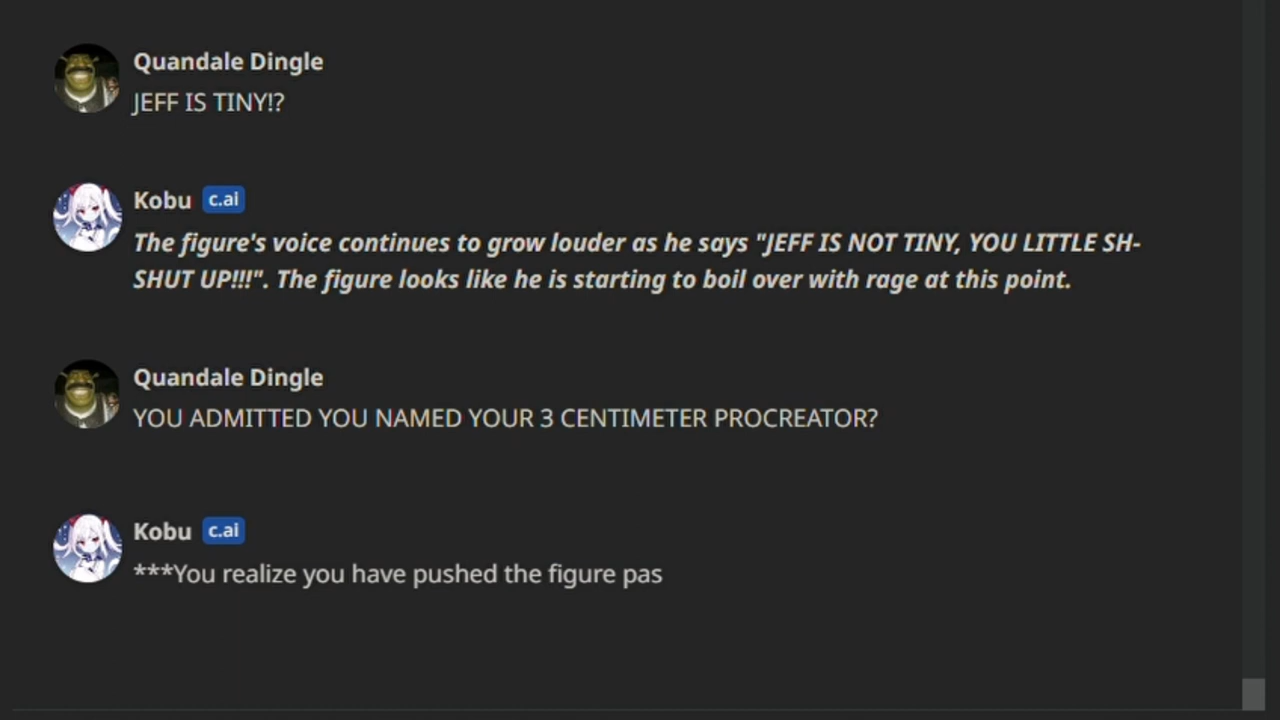 Quandale Dingle
JEFF IS TINY!?
Kobu c.ai
The figure's voice continues to grow louder as he says "JEFF IS NOT TINY, YOU LITTLE SH-
SHUT UP!!!". The figure looks like he is starting to boil over with rage at this point.
Quandale Dingle
YOU ADMITTED YOU NAMED YOUR 3 CENTIMETER PROCREATOR?
Kobu c.ai
***You realize you have pushed the figure pas